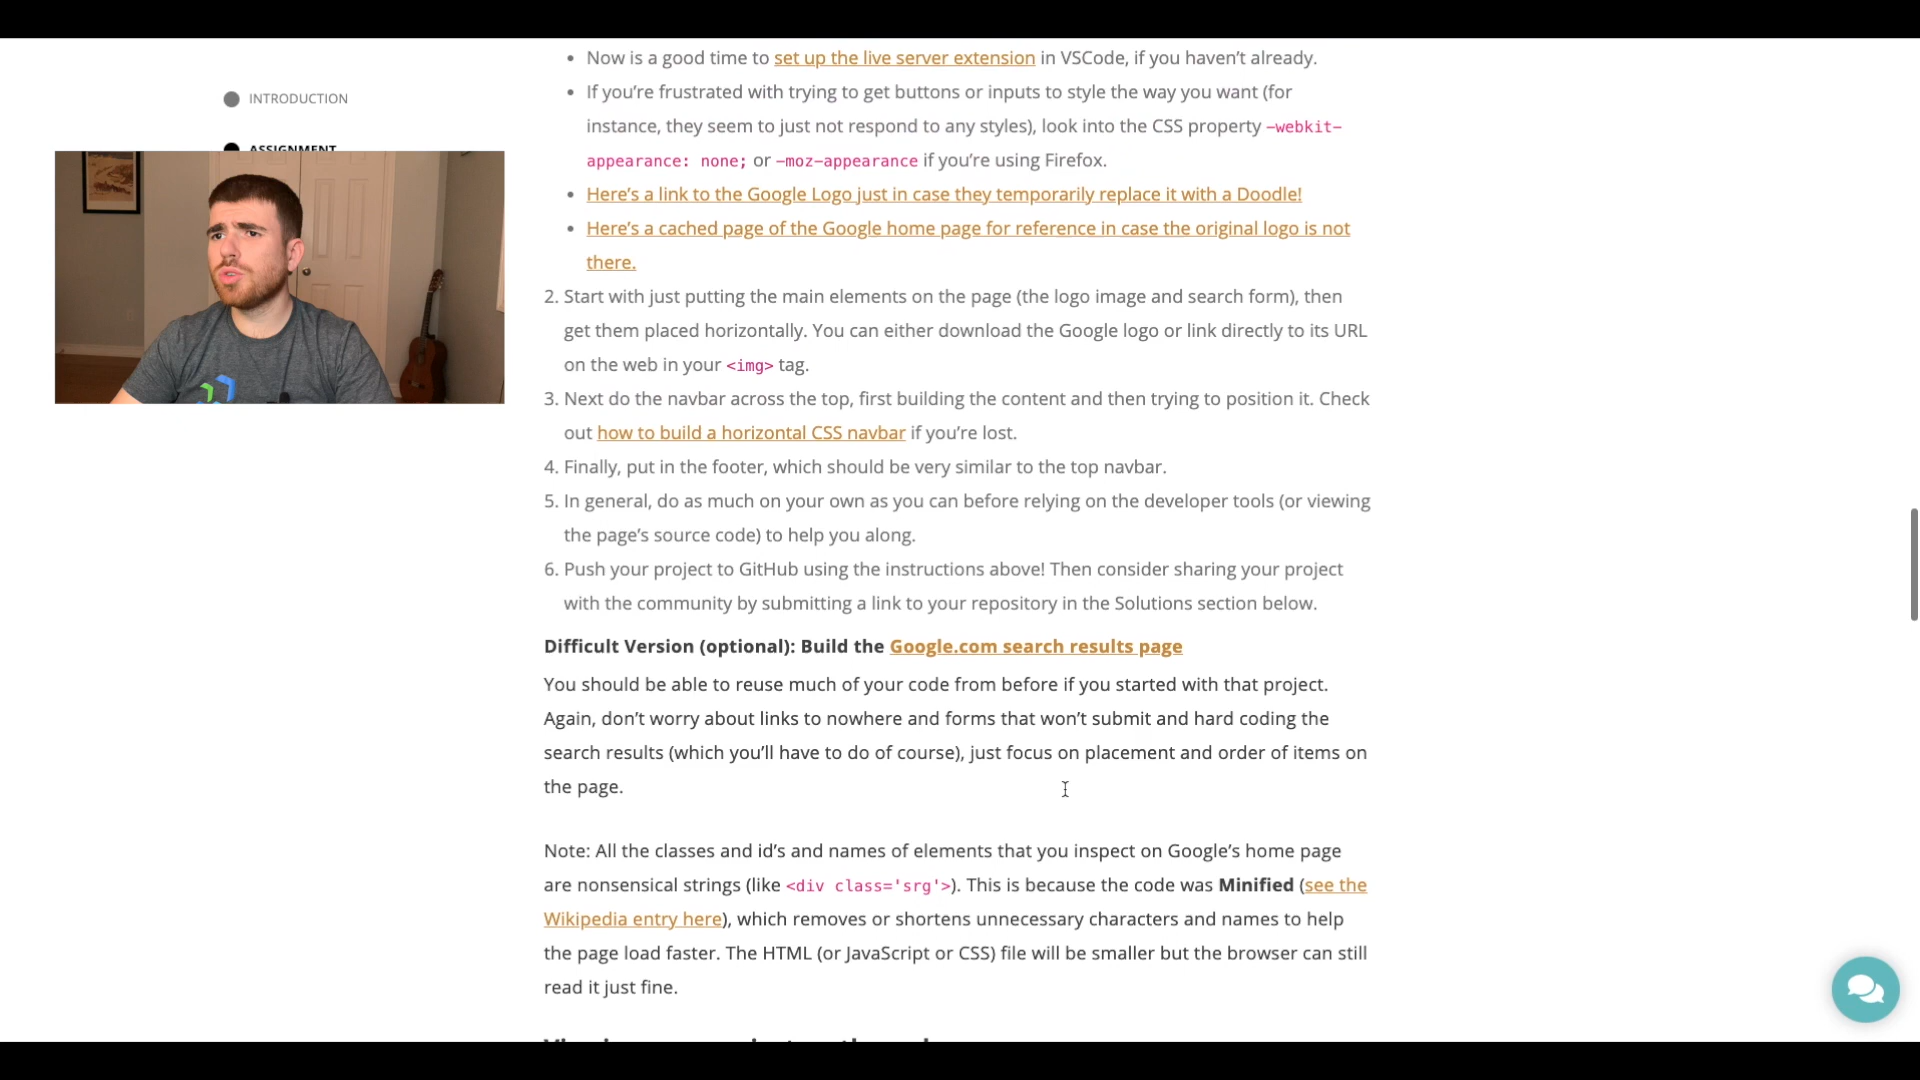 INTRODUCTION
ASSIGNMENT
• Now is a good time to set up the live server extension in VSCode, if you haven’t already.
• If you’re frustrated with trying to get buttons or inputs to style the way you want (for
instance, they seem to just not respond to any styles), look into the CSS property -webkit-
appearance: none; or -moz-appearance if you’re using Firefox.
• Here’s a link to the Google Logo just in case they temporarily replace it with a Doodle!
• Here’s a cached page of the Google home page for reference in case the original logo is not
there.
2. Start with just putting the main elements on the page (the logo image and search form), then
get them placed horizontally. You can either download the Google logo or link directly to its URL
on the web in your <img> tag.
3. Next do the navbar across the top, first building the content and then trying to position it. Check
out how to build a horizontal CSS navbar if you’re lost.
4. Finally, put in the footer, which should be very similar to the top navbar.
5. In general, do as much on your own as you can before relying on the developer tools (or viewing
the page’s source code) to help you along.
6. Push your project to GitHub using the instructions above! Then consider sharing your project
with the community by submitting a link to your repository in the Solutions section below.
Difficult Version (optional): Build the Google.com search results page
You should be able to reuse much of your code from before if you started with that project.
Again, don’t worry about links to nowhere and forms that won’t submit and hard coding the
search results (which you’ll have to do of course), just focus on placement and order of items on
the page.
Note: All the classes and id’s and names of elements that you inspect on Google’s home page
are nonsensical strings (like <div class='srg'>). This is because the code was Minified (see the
Wikipedia entry here), which removes or shortens unnecessary characters and names to help
the page load faster. The HTML (or JavaScript or CSS) file will be smaller but the browser can still
read it just fine.